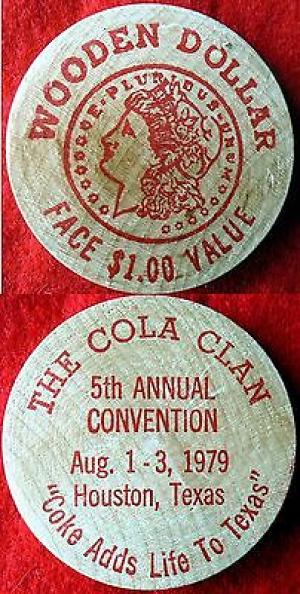 WOODEN DOLLAR
E·PLURIBUS·UNUM
FACE $1.00 VALUE
THE COLA CLAN
5th ANNUAL
CONVENTION
Aug. 1 - 3, 1979
Houston, Texas
"Coke Adds Life To Texas"